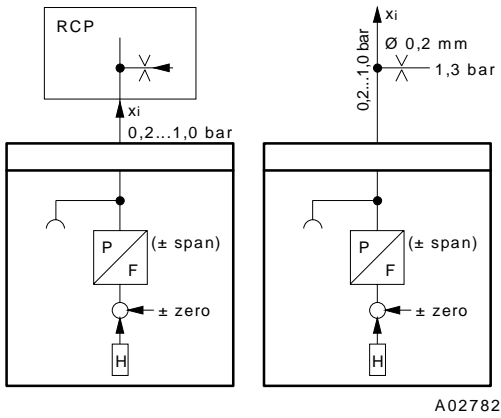 RCP
xi
0,2...1,0 bar
P
F
(± span)
± zero
H
xi
0,2...1,0 bar
Ø 0,2 mm
1,3 bar
P
F
(± span)
± zero
H
A02782